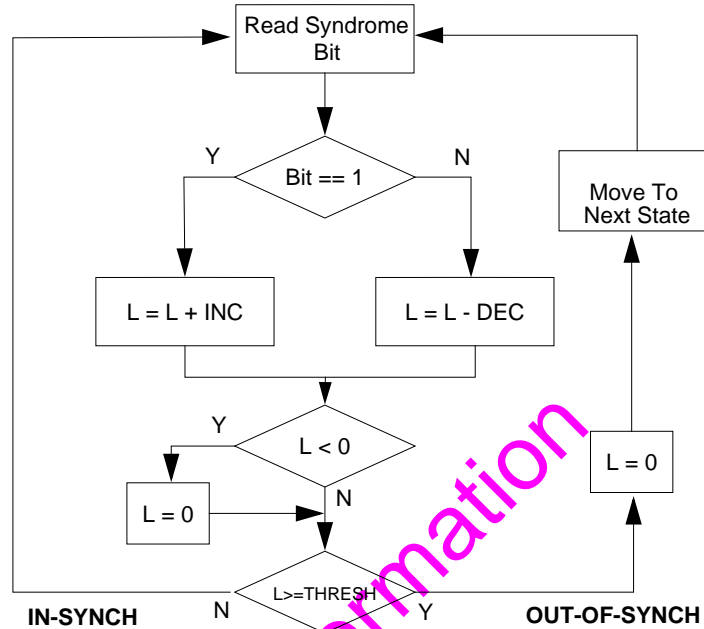 Read Syndrome
Bit
Y
N
Bit == 1
Move To
Next State
L = L + INC
L = L - DEC
Y
L < 0
L = 0
N
L = 0
L>=THRESH
IN-SYNCH
N
Y
OUT-OF-SYNCH
ormation